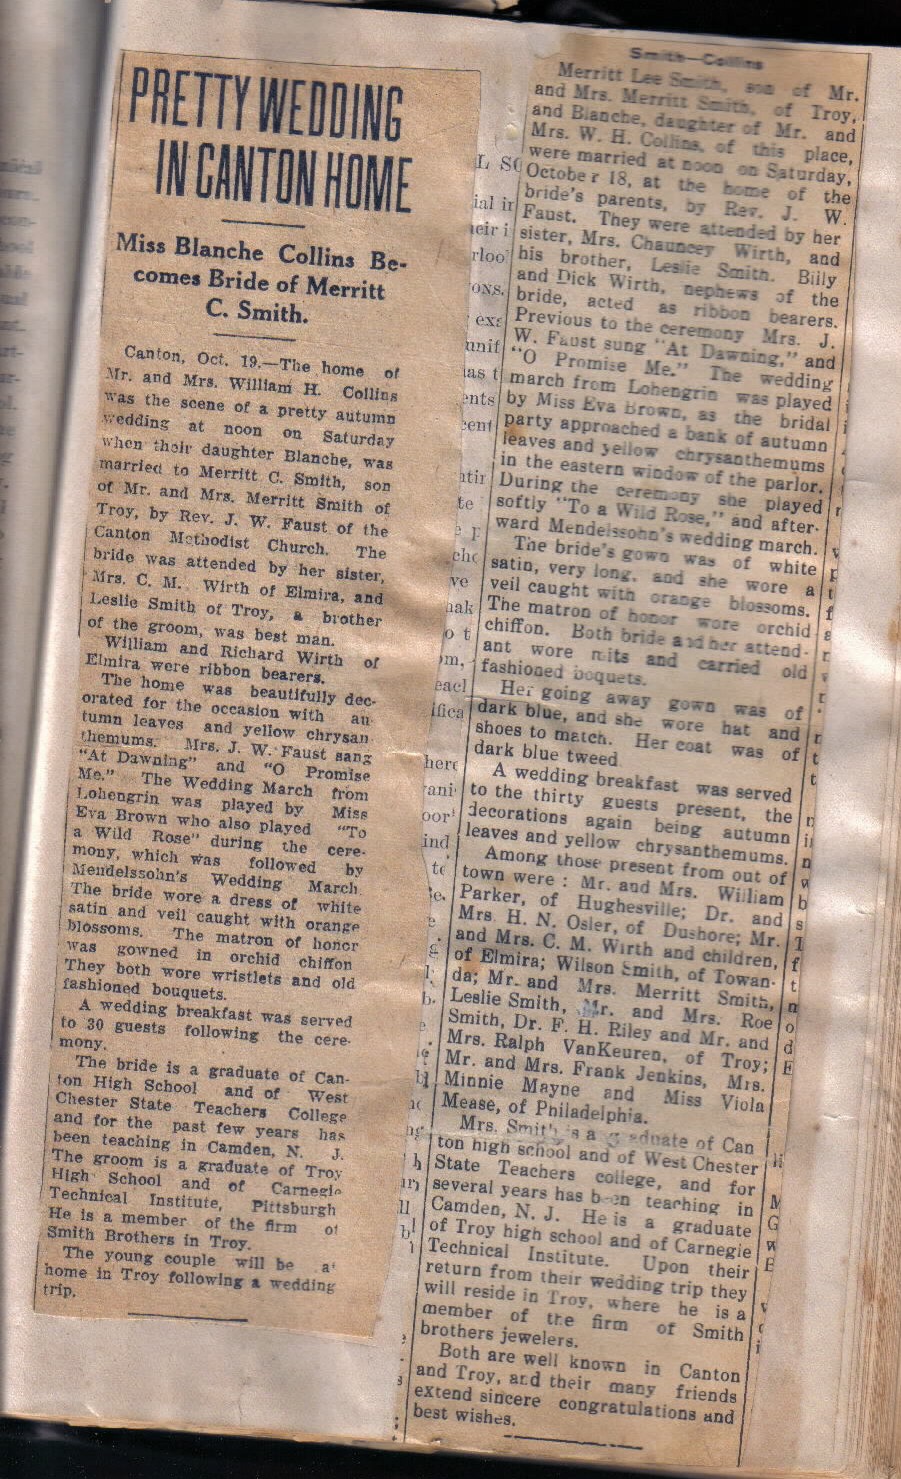 PRETTY WEDDING
IN CANTON HOME
Miss Blanche Collins Be-
comes Bride of Merritt
C. Smith.
Canton, Oct. 19.—The home of
Mr. and Mrs. William H. Collins
was the scene of a pretty autumn
wedding at noon on Saturday
when their daughter Blanche, was
married to Merritt C. Smith, son
of Mr. and Mrs. Merritt Smith of
Troy, by Rev. J. W. Faust of the
Canton Methodist Church. The
bride was attended by her sister,
Mrs. C. M. Wirth of Elmira, and
Leslie Smith of Troy, a brother
of the groom, was best man.
William and Richard Wirth of
Elmira were ribbon bearers.
The home was beautifully dec-
orated for the occasion with au
tumn leaves and yellow chrysan
themums. Mrs. J. W. Faust sang
"At Dawning" and "O Promise
Me." The Wedding March from
Lohengrin was played by Miss
Eva Brown who also played "To
a Wild Rose" during the cere-
mony, which was followed by
Mendelssohn's Wedding March.
The bride wore a dress of white
satin and veil caught with orange
blossoms. The matron of honor
was gowned in orchid chiffon
They both wore wristlets and old
fashioned bouquets.
A wedding breakfast was served
to 30 guests following the cere-
mony.
The bride is a graduate of Can-
ton High School and of West
Chester State Teachers College
and for the past few years has
been teaching in Camden, N. J.
The groom is a graduate of Troy
High School and of Carnegie
Technical Institute, Pittsburgh
He is a member of the firm of
Smith Brothers in Troy.
The young couple will be at
home in Troy following a wedding
trip.
Smith—Collins
Merritt Lee Smith, son of Mr.
and Mrs. Merritt Smith, of Troy,
and Blanche, daughter of Mr. and
Mrs. W. H. Collins, of this place,
were married at noon on Saturday,
October 18, at the home of the
bride's parents, by Rev. J. W.
Faust. They were attended by her
sister, Mrs. Chauncey Wirth, and
his brother, Leslie Smith. Billy
and Dick Wirth, nephews of the
bride, acted as ribbon bearers.
Previous to the ceremony Mrs. J.
W. Faust sung "At Dawning," and
"O Promise Me." The wedding
march from Lohengrin was played
by Miss Eva Brown, as the bridal
party approached a bank of autumn
leaves and yellow chrysanthemums
in the eastern window of the parlor.
During the ceremony she played
softly "To a Wild Rose," and after-
ward Mendelssohn's wedding march.
The bride's gown was of white
satin, very long, and she wore a
veil caught with orange blossoms.
The matron of honor wore orchid
chiffon. Both bride and her attend-
ant wore mits and carried old
fashioned boquets.
Her going away gown was of
dark blue, and she wore hat and
shoes to match. Her coat was of
dark blue tweed
A wedding breakfast was served
to the thirty guests present, the
decorations again being autumn
leaves and yellow chrysanthemums.
Among those present from out of
town were : Mr. and Mrs. William
Parker, of Hughesville; Dr. and
Mrs. H. N. Osler, of Dushore; Mr.
and Mrs. C. M. Wirth and children,
of Elmira; Wilson Smith, of Towan-
da; Mr. and Mrs. Merritt Smith,
Leslie Smith, Mr. and Mrs. Roe
Smith, Dr. F. H. Riley and Mr. and
Mrs. Ralph VanKeuren, of Troy;
Mr. and Mrs. Frank Jenkins, Mrs.
Minnie Mayne and Miss Viola
Mease, of Philadelphia.
Mrs. Smith is a graduate of Can
ton high school and of West Chester
State Teachers college, and for
several years has been teaching in
Camden, N. J. He is a graduate
of Troy high school and of Carnegie
Technical Institute. Upon their
return from their wedding trip they
will reside in Troy, where he is a
member of the firm of Smith
brothers jewelers.
Both are well known in Canton
and Troy, and their many friends
extend sincere congratulations and
best wishes.